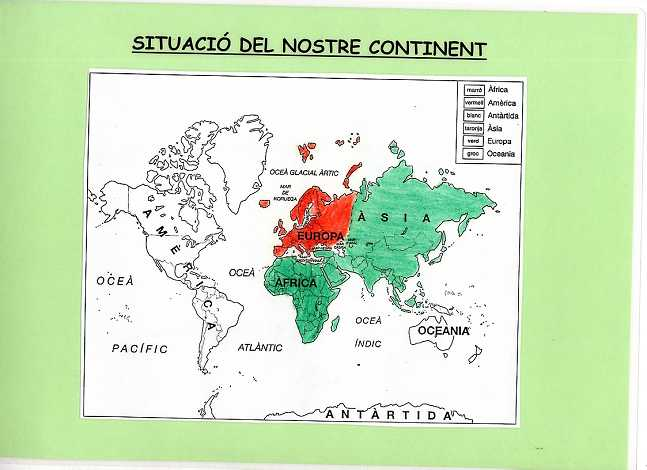 SITUACIÓ DEL NOSTRE CONTINENT
marró Àfrica
vermell Amèrica
blanc Antàrtida
taronja Àsia
verd Europa
groc Oceania
OCEÀ GLACIAL ÀRTIC
MAR
DE
NORUEGA
AMÈRICA
ÀSIA
EUROPA
ÀFRICA
OCEÀ
PACÍFIC
OCEÀ
ATLÀNTIC
OCEÀ
ÍNDIC
OCEANIA
ANTÀRTIDA